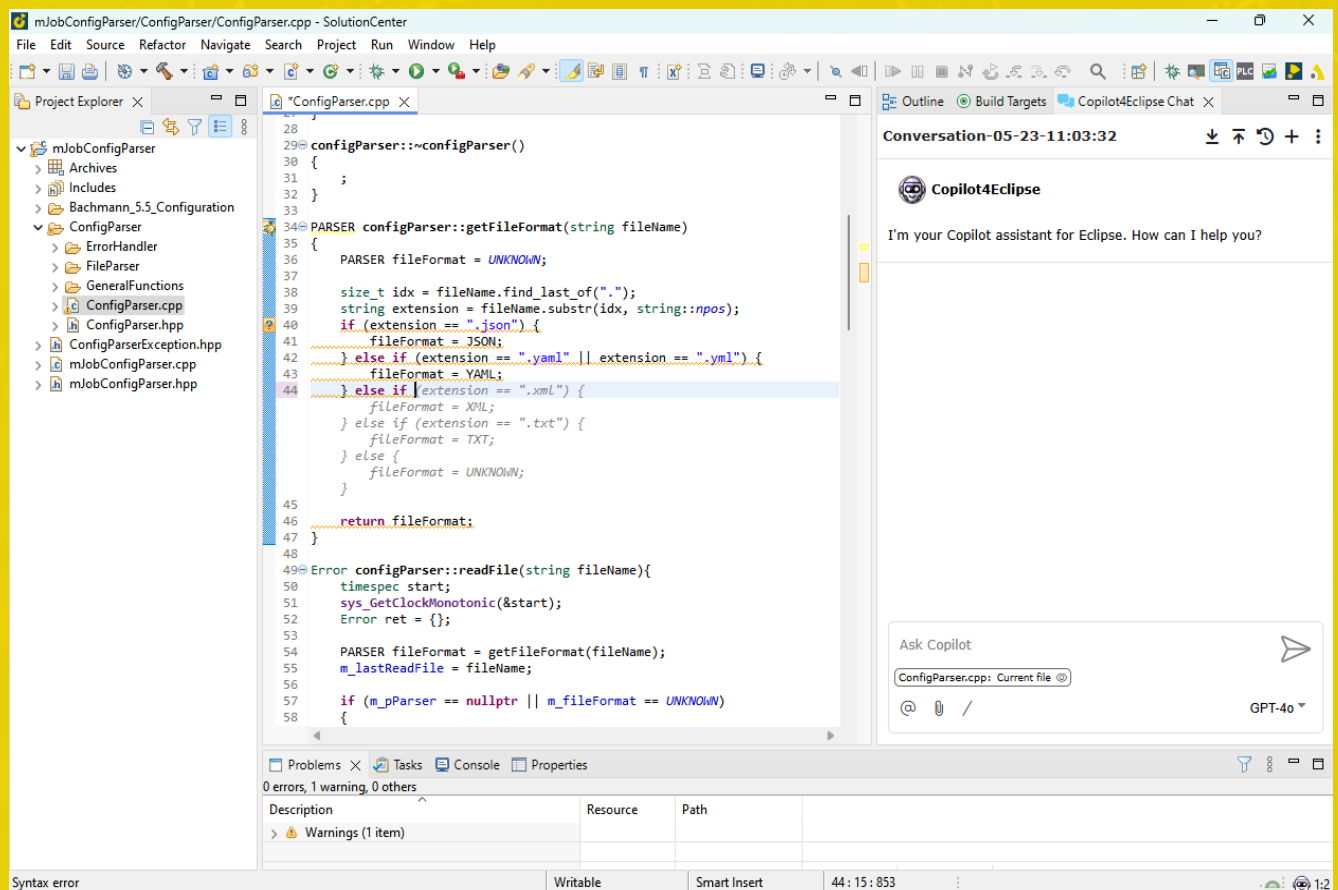 mJobConfigParser/ConfigParser/ConfigParser.cpp - SolutionCenter
File Edit Source Refactor Navigate Search Project Run Window Help
PLC
Project Explorer
mJobConfigParser
Archives
Includes
Bachmann_5.5_Configuration
ConfigParser
ErrorHandler
FileParser
GeneralFunctions
ConfigParser.cpp
ConfigParser.hpp
ConfigParserException.hpp
mJobConfigParser.cpp
mJobConfigParser.hpp
*ConfigParser.cpp
27 }
28
29 configParser::~configParser()
30 {
31 ;
32 }
33
34 PARSER configParser::getFileFormat(string fileName)
35 {
36 PARSER fileFormat = UNKNOWN;
37
38 size_t idx = fileName.find_last_of(".");
39 string extension = fileName.substr(idx, string::npos);
40 if (extension == ".json") {
41 fileFormat = JSON;
42 } else if (extension == ".yaml" || extension == ".yml") {
43 fileFormat = YAML;
44 } else if (extension == ".xml") {
fileFormat = XML;
} else if (extension == ".txt") {
fileFormat = TXT;
} else {
fileFormat = UNKNOWN;
}
45
46 return fileFormat;
47 }
48
49 Error configParser::readFile(string fileName){
50 timespec start;
51 sys_GetClockMonotonic(&start);
52 Error ret = {};
53
54 PARSER fileFormat = getFileFormat(fileName);
55 m_lastReadFile = fileName;
56
57 if (m_pParser == nullptr || m_fileFormat == UNKNOWN)
58 {
Outline Build Targets Copilot4Eclipse Chat
Conversation-05-23-11:03:32
Copilot4Eclipse
I'm your Copilot assistant for Eclipse. How can I help you?
Ask Copilot
ConfigParser.cpp: Current file
@ /
GPT-4o
Problems Tasks Console Properties
0 errors, 1 warning, 0 others
Description Resource Path
Warnings (1 item)
Syntax error Writable Smart Insert 44 : 15 : 853 1:2